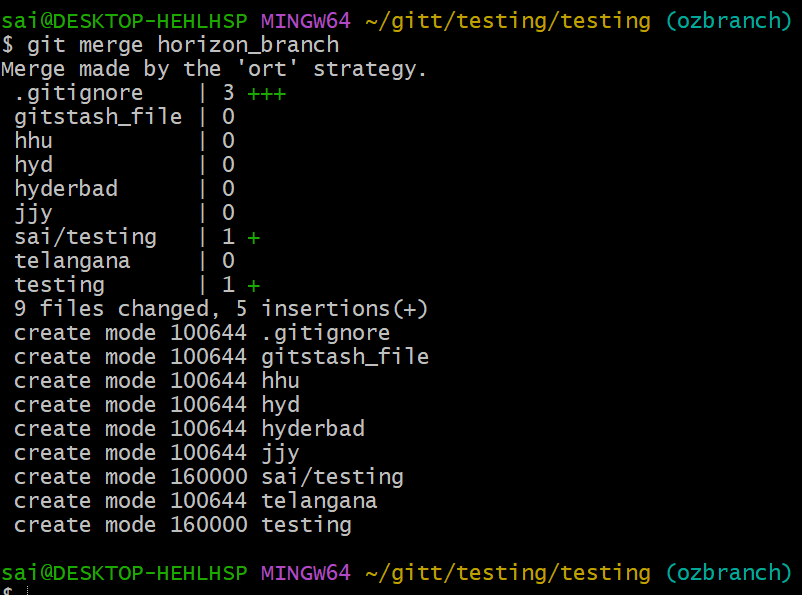 sai@DESKTOP-HEHLHSP MINGW64 ~/gitt/testing/testing (ozbranch)
$ git merge horizon_branch
Merge made by the 'ort' strategy.
 .gitignore    | 3 +++
 gitstash_file | 0
 hhu           | 0
 hyd           | 0
 hyderbad      | 0
 jjy           | 0
 sai/testing   | 1 +
 telangana     | 0
 testing       | 1 +
 9 files changed, 5 insertions(+)
 create mode 100644 .gitignore
 create mode 100644 gitstash_file
 create mode 100644 hhu
 create mode 100644 hyd
 create mode 100644 hyderbad
 create mode 100644 jjy
 create mode 160000 sai/testing
 create mode 100644 telangana
 create mode 160000 testing
sai@DESKTOP-HEHLHSP MINGW64 ~/gitt/testing/testing (ozbranch)
$